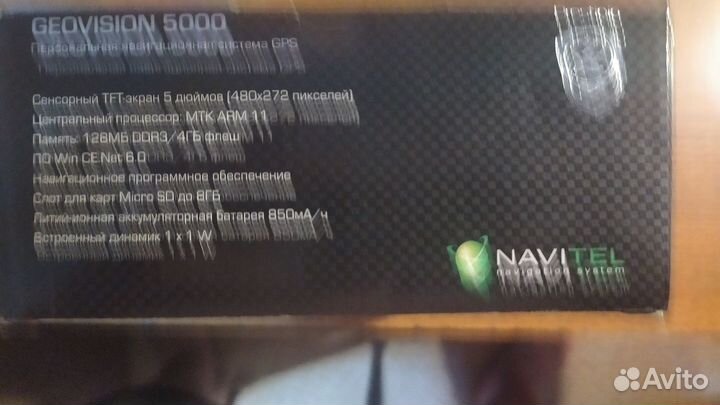 GEOVISION 5000
Персональная навигационная система GPS
Сенсорный TFT-экран 5 дюймов (480x272 пикселей)
Центральный процессор: MTK ARM 11
Память: 128МБ DDR3/4ГБ флеш
ПО Win CE.Net 6.0
Навигационное программное обеспечение
Слот для карт Micro SD до 8ГБ
Литий-ионная аккумуляторная батарея 850мА/ч
Встроенный динамик 1 x 1 W
NAVITEL
navigation system
Avito